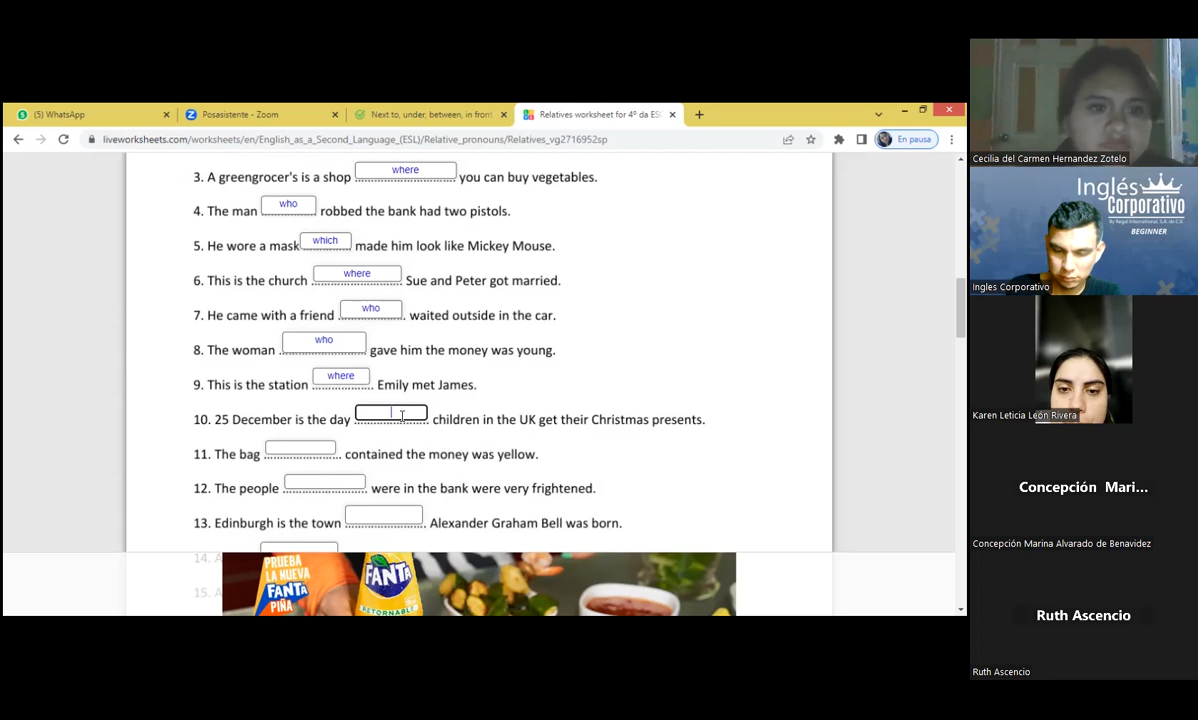 (5) WhatsApp
Posasistente - Zoom
Next to, under, between, in fron
Relatives worksheet for 4º da ES
liveworksheets.com/worksheets/en/English_as_a_Second_Language_(ESL)/Relative_pronouns/Relatives_vg2716952sp
En pausa
3. A greengrocer's is a shop where you can buy vegetables.
4. The man who robbed the bank had two pistols.
5. He wore a mask which made him look like Mickey Mouse.
6. This is the church where Sue and Peter got married.
7. He came with a friend who waited outside in the car.
8. The woman who gave him the money was young.
9. This is the station where Emily met James.
10. 25 December is the day children in the UK get their Christmas presents.
11. The bag contained the money was yellow.
12. The people were in the bank were very frightened.
13. Edinburgh is the town Alexander Graham Bell was born.
14. A
15. A
PRUEBA
LA NUEVA
FANTA
PIÑA
FANTA
RETORNABLE
Cecilia del Carmen Hernandez Zotelo
Inglés
Corporativo
By Regal International, S.A. de C.V.
BEGINNER
Ingles Corporativo
Karen Leticia León Rivera
Concepción Mari...
Concepción Marina Alvarado de Benavidez
Ruth Ascencio
Ruth Ascencio